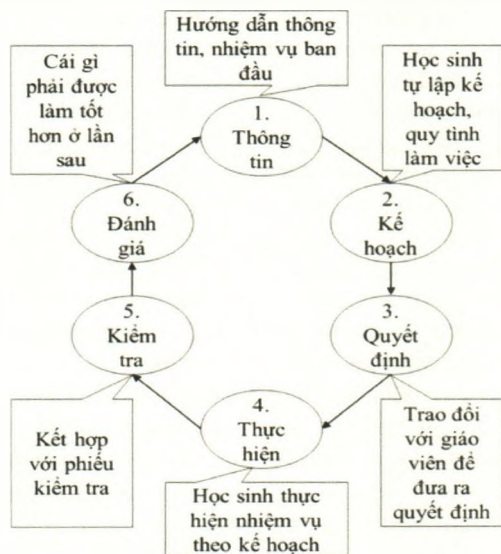 Hướng dẫn thông
tin, nhiệm vụ ban
đầu
1.
Thông
tin
Học sinh
tự lập kế
hoạch,
quy tình
làm việc
2.
Kế
hoạch
3.
Quyết
định
Trao đổi
với giáo
viên để
đưa ra
quyết định
4.
Thực
hiện
Học sinh thực
hiện nhiệm vụ
theo kế hoạch
5.
Kiểm
tra
Kết hợp
với phiếu
kiểm tra
6.
Đánh
giá
Cái gì
phải được
làm tốt
hơn ở lần
sau